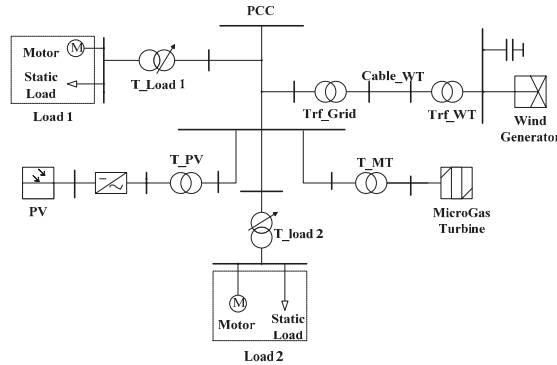 PCC
Motor
M
Static
Load
T_Load 1
Load 1
Cable_WT
Trf_Grid
Trf_WT
Wind
Generator
T_PV
T_MT
PV
MicroGas
Turbine
T_load 2
M
Motor
Static
Load
Load 2